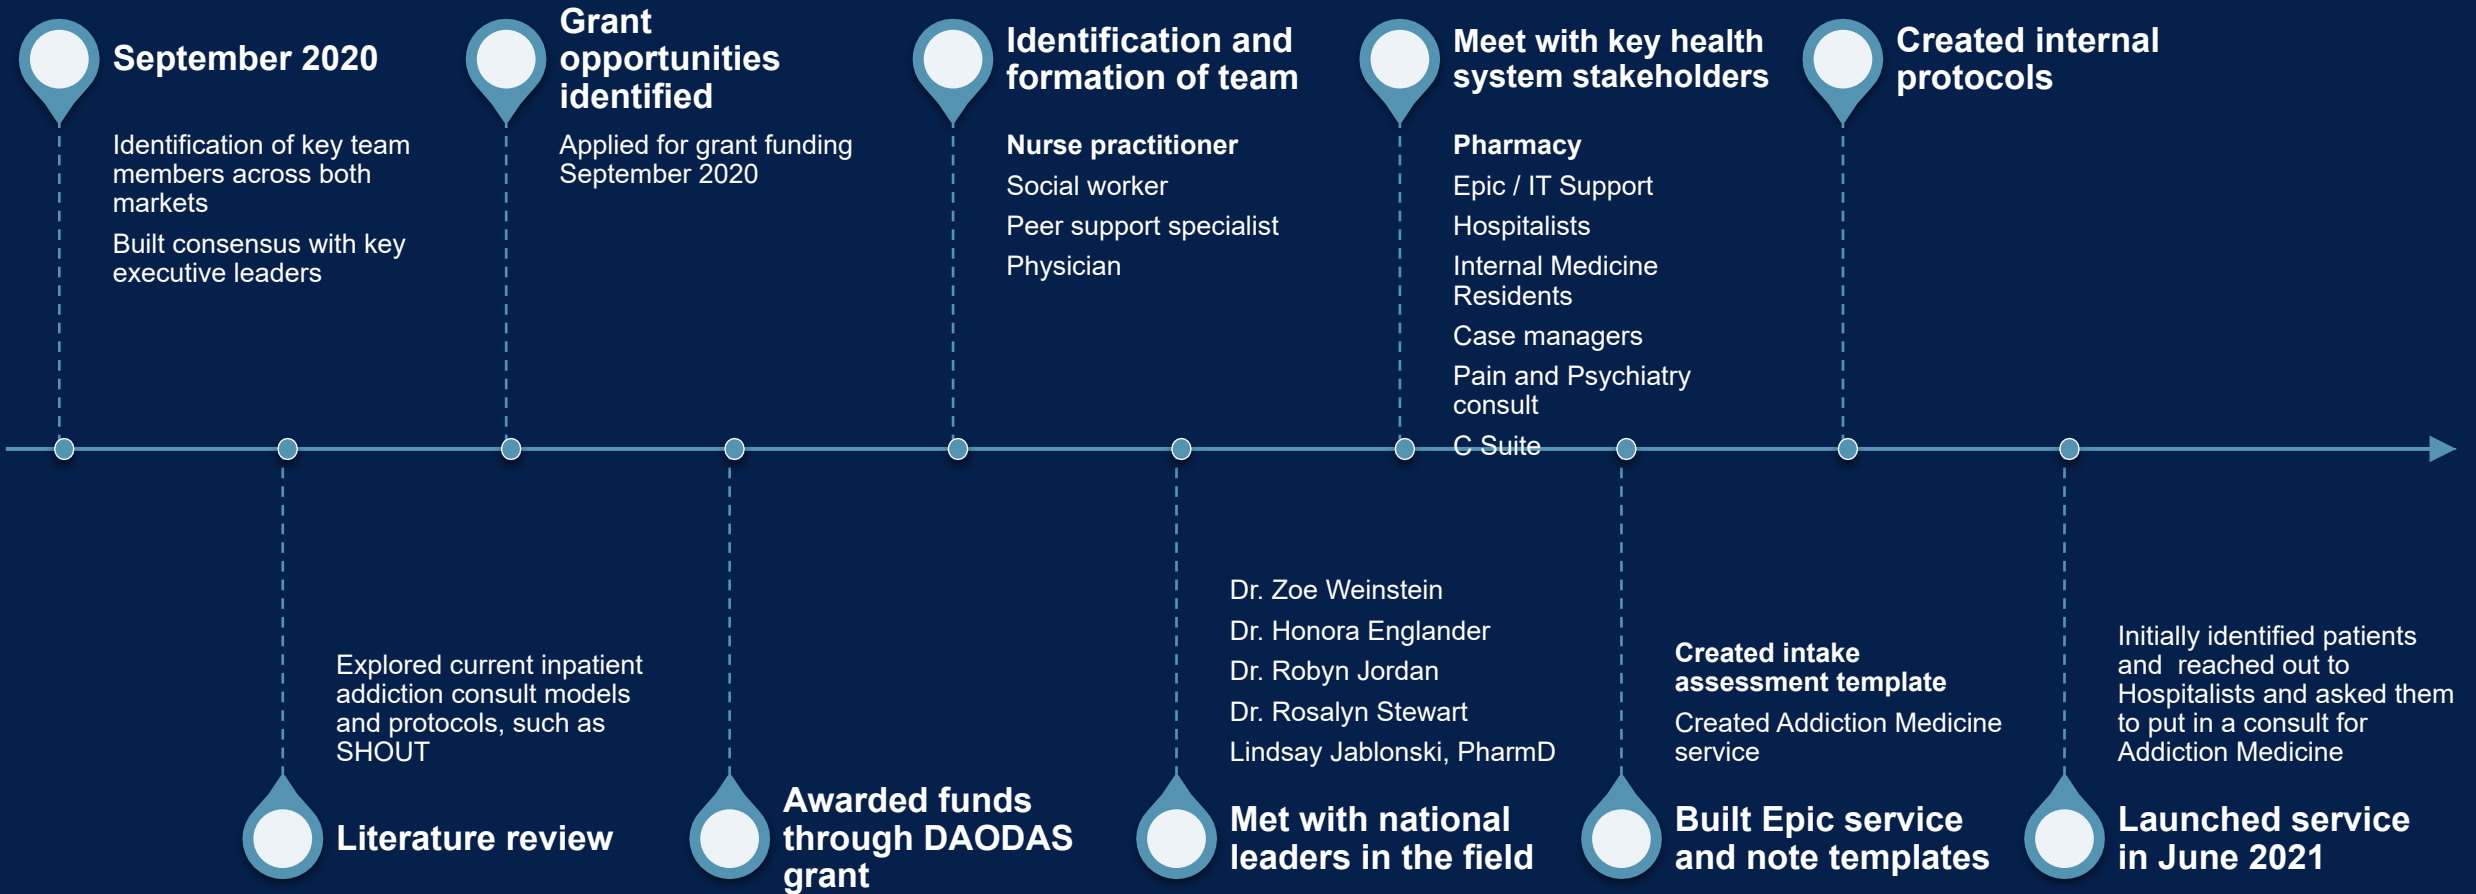 September 2020
Identification of key team
members across both
markets
Built consensus with key
executive leaders
Grant
opportunities
identified
Applied for grant funding
September 2020
Identification and
formation of team
Nurse practitioner
Social worker
Peer support specialist
Physician
Meet with key health
system stakeholders
Pharmacy
Epic / IT Support
Hospitalists
Internal Medicine
Residents
Case managers
Pain and Psychiatry
consult
C Suite
Created internal
protocols
Explored current inpatient
addiction consult models
and protocols, such as
SHOUT
Literature review
Awarded funds
through DAODAS
grant
Dr. Zoe Weinstein
Dr. Honora Englander
Dr. Robyn Jordan
Dr. Rosalyn Stewart
Lindsay Jablonski, PharmD
Met with national
leaders in the field
Created intake
assessment template
Created Addiction Medicine
service
Built Epic service
and note templates
Initially identified patients
and  reached out to
Hospitalists and asked them
to put in a consult for
Addiction Medicine
Launched service
in June 2021